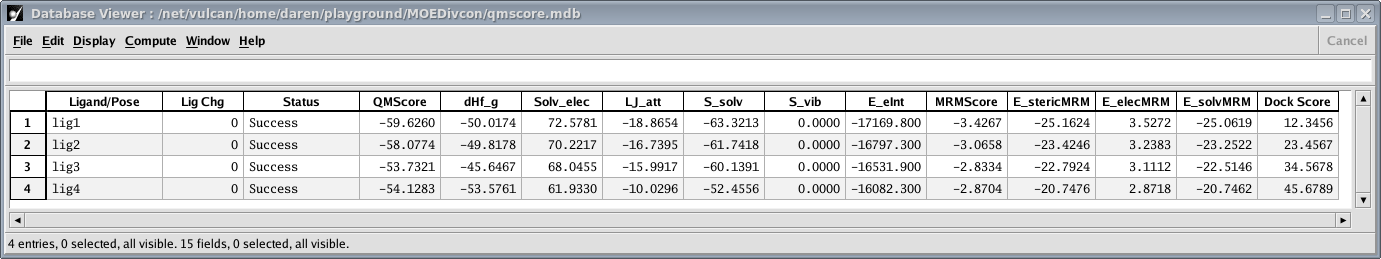 Database Viewer : /net/vulcan/home/daren/playground/MOEDivcon/qmscore.mdb
File Edit Display Compute Window Help Cancel
Ligand/Pose Lig Chg Status QMScore dHf_g Solv_elec LJ_att S_solv S_vib E_eInt MRMScore E_stericMRM E_elecMRM E_solvMRM Dock Score
1 lig1 0 Success -59.6260 -50.0174 72.5781 -18.8654 -63.3213 0.0000 -17169.800 -3.4267 -25.1624 3.5272 -25.0619 12.3456
2 lig2 0 Success -58.0774 -49.8178 70.2217 -16.7395 -61.7418 0.0000 -16797.300 -3.0658 -23.4246 3.2383 -23.2522 23.4567
3 lig3 0 Success -53.7321 -45.6467 68.0455 -15.9917 -60.1391 0.0000 -16531.900 -2.8334 -22.7924 3.1112 -22.5146 34.5678
4 lig4 0 Success -54.1283 -53.5761 61.9330 -10.0296 -52.4556 0.0000 -16082.300 -2.8704 -20.7476 2.8718 -20.7462 45.6789
4 entries, 0 selected, all visible. 15 fields, 0 selected, all visible.